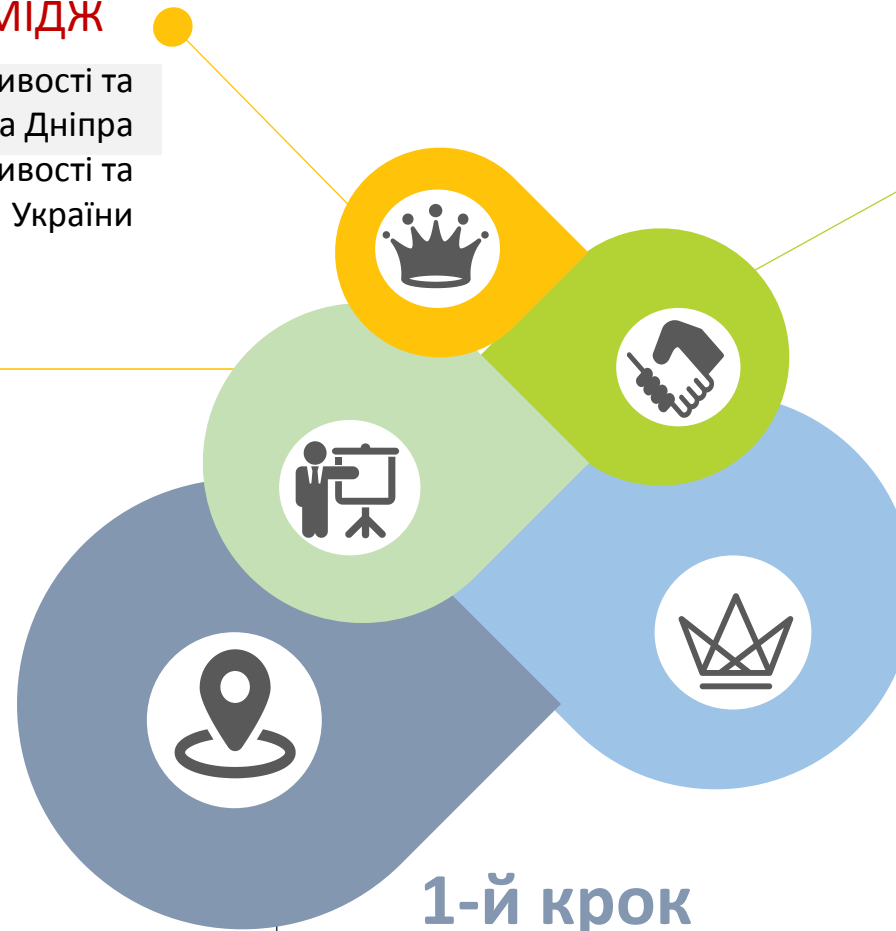 МІДЖ
ивості та
а Дніпра
ивості та
України
1-й крок